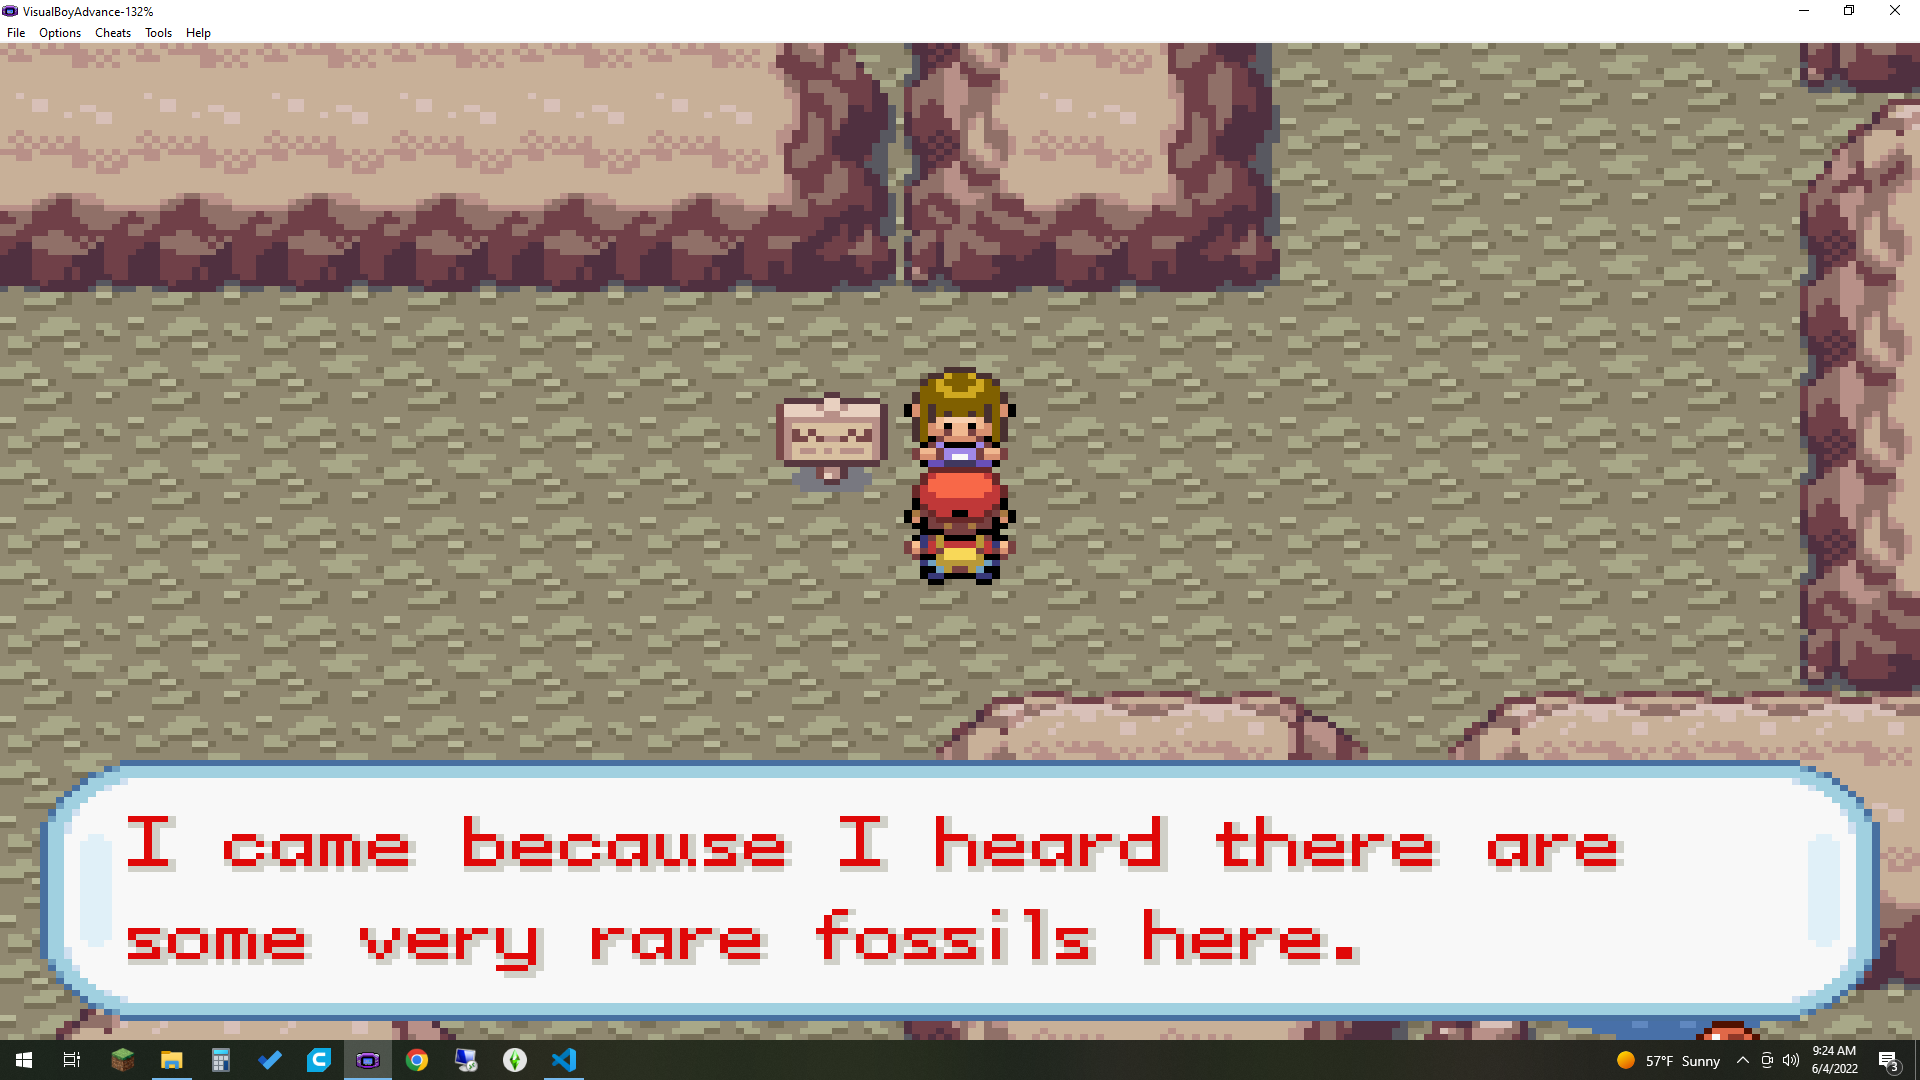 VisualBoyAdvance-132%
File Options Cheats Tools Help
I came because I heard there are
some very rare fossils here.
57°F Sunny
9:24 AM
6/4/2022
3